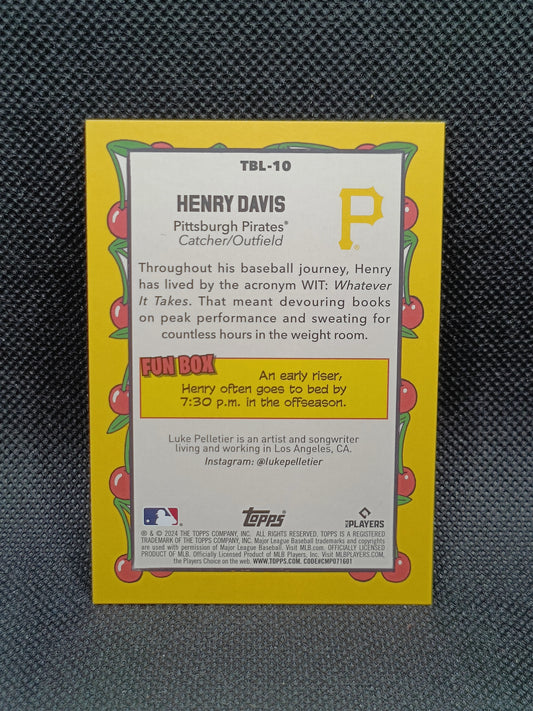 TBL-10
HENRY DAVIS
Pittsburgh Pirates®
Catcher/Outfield
P
Throughout his baseball journey, Henry
has lived by the acronym WIT: Whatever
It Takes. That meant devouring books
on peak performance and sweating for
countless hours in the weight room.
FUN BOX
An early riser,
Henry often goes to bed by
7:30 p.m. in the offseason.
Luke Pelletier is an artist and songwriter
living and working in Los Angeles, CA.
Instagram: @lukepelletier
topps
PLAYERS
® & © 2024 THE TOPPS COMPANY, INC. ALL RIGHTS RESERVED. TOPPS IS A REGISTERED
TRADEMARK OF THE TOPPS COMPANY, INC. Major League Baseball trademarks and copyrights
are used with permission of Major League Baseball. Visit MLB.com. OFFICIALLY LICENSED
PRODUCT OF MLB. Officially Licensed Product of MLB Players, Inc. Visit MLBPLAYERS.com,
the Players Choice on the web. WWW.TOPPS.COM. CODE#CMP071601